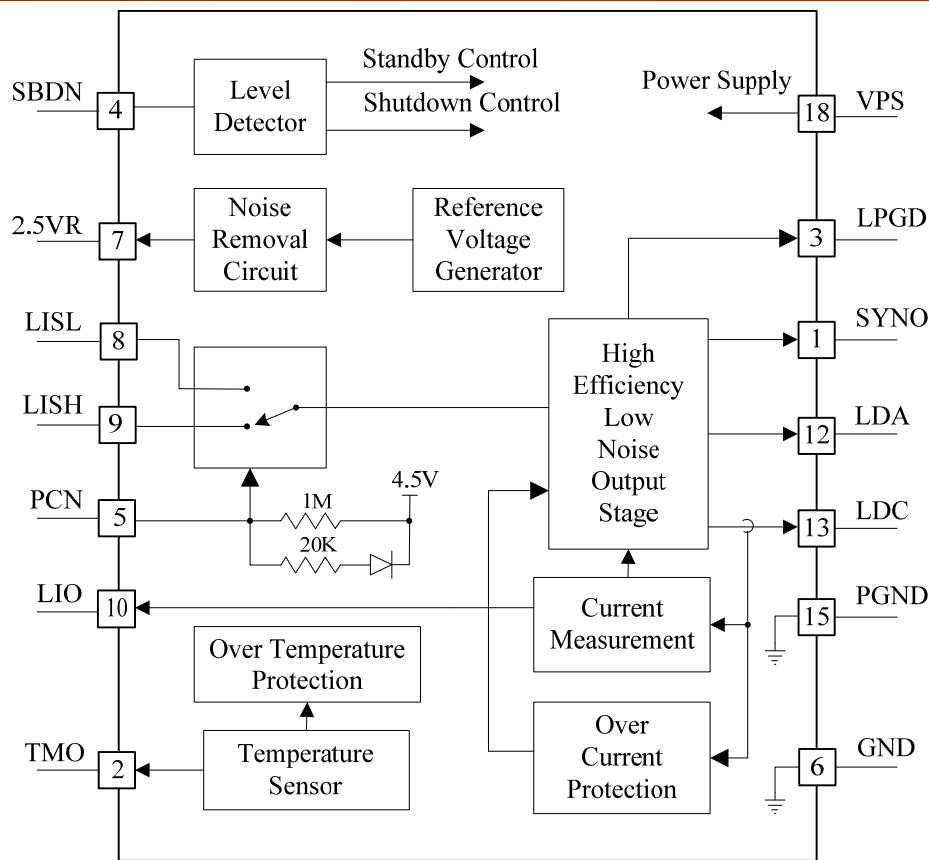 SBDN
4
Level
Detector
Standby Control
Shutdown Control
Power Supply
18
VPS
2.5VR
7
Noise
Removal
Circuit
Reference
Voltage
Generator
3
LPGD
LISL
8
1
SYNO
LISH
9
High
Efficiency
Low
Noise
Output
Stage
12
LDA
PCN
5
1M
20K
4.5V
13
LDC
LIO
10
Current
Measurement
15
PGND
Over Temperature
Protection
TMO
2
Temperature
Sensor
Over
Current
Protection
6
GND